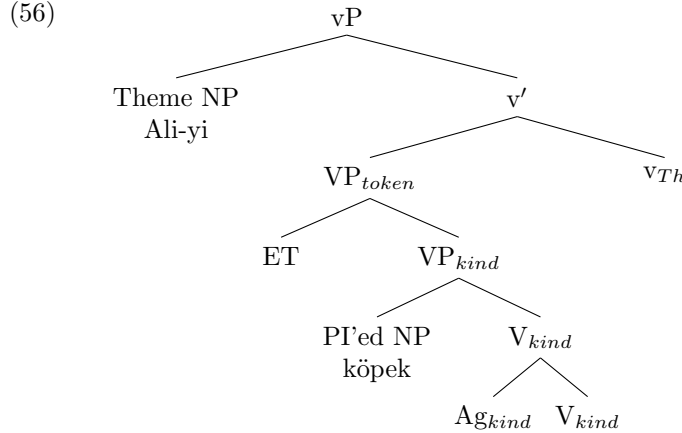 (56)
vP
Theme NP
Ali-yi
v′
VP_token
v_Th
ET
VP_kind
PI'ed NP
köpek
V_kind
Ag_kind V_kind